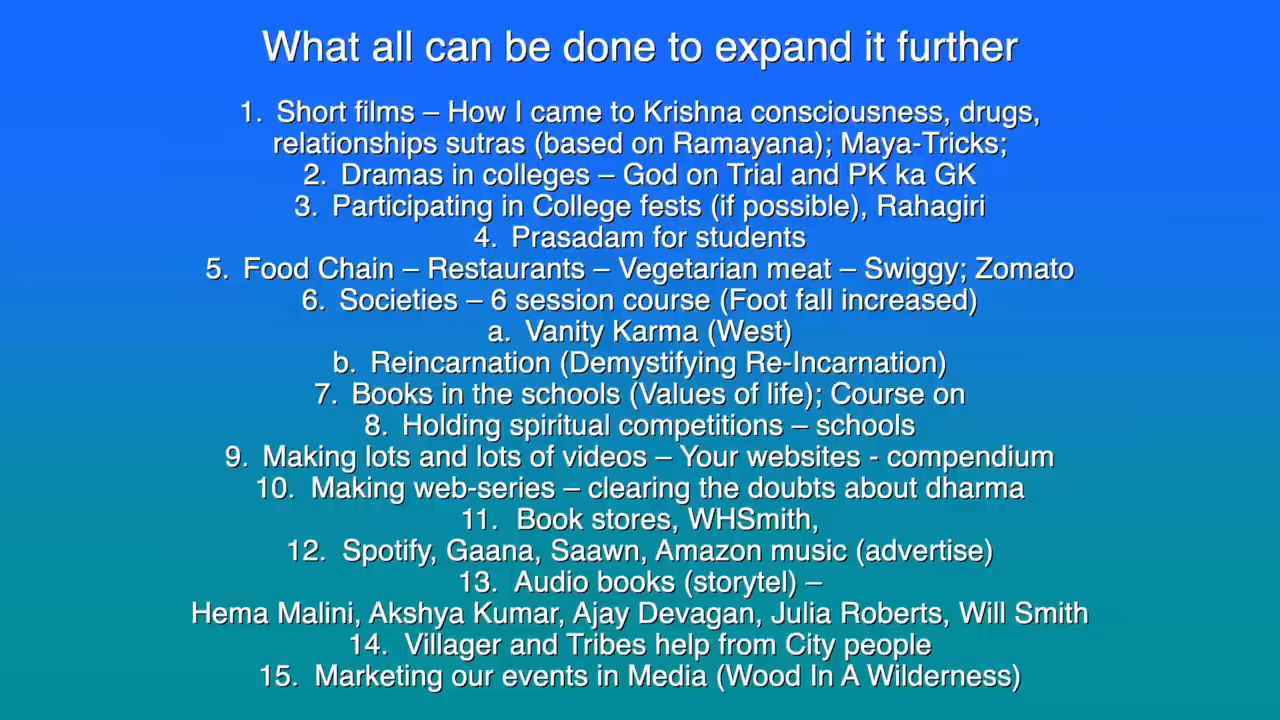 What all can be done to expand it further
1. Short films – How I came to Krishna consciousness, drugs,
relationships sutras (based on Ramayana); Maya-Tricks;
2. Dramas in colleges – God on Trial and PK ka GK
3. Participating in College fests (if possible), Rahagiri
4. Prasadam for students
5. Food Chain – Restaurants – Vegetarian meat – Swiggy; Zomato
6. Societies – 6 session course (Foot fall increased)
a. Vanity Karma (West)
b. Reincarnation (Demystifying Re-Incarnation)
7. Books in the schools (Values of life); Course on
8. Holding spiritual competitions – schools
9. Making lots and lots of videos – Your websites - compendium
10. Making web-series – clearing the doubts about dharma
11. Book stores, WHSmith,
12. Spotify, Gaana, Saawn, Amazon music (advertise)
13. Audio books (storytel) –
Hema Malini, Akshya Kumar, Ajay Devagan, Julia Roberts, Will Smith
14. Villager and Tribes help from City people
15. Marketing our events in Media (Wood In A Wilderness)